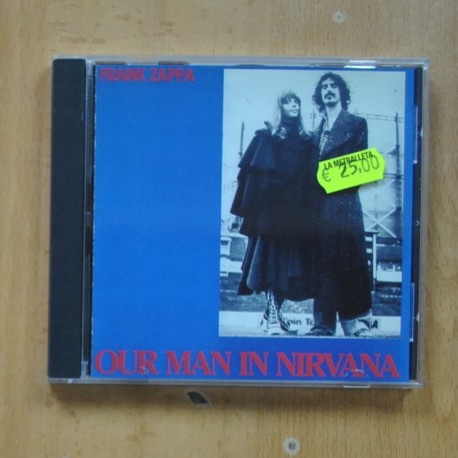 FRANK ZAPPA
LA METRALLETA
€ 25,00
OUR MAN IN NIRVANA